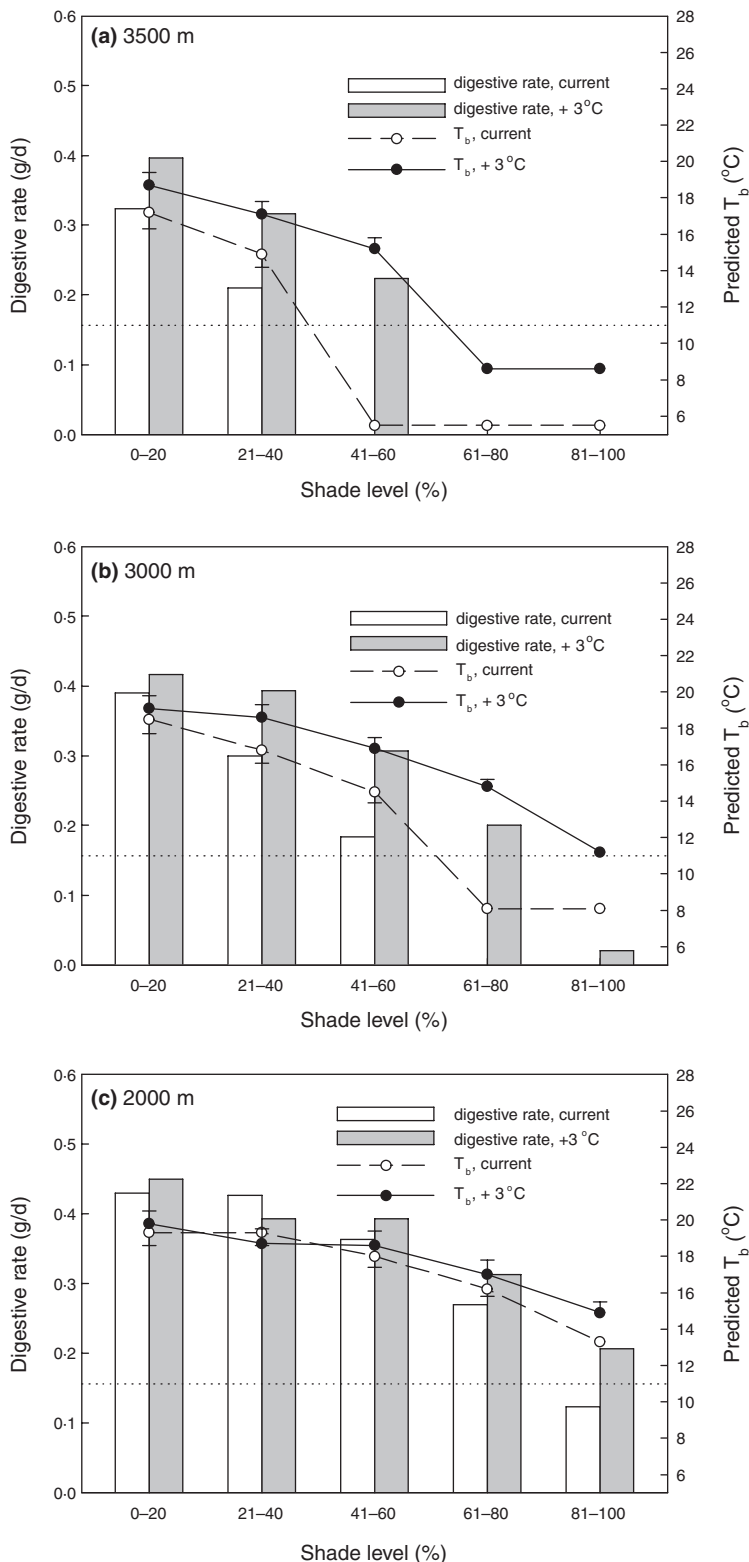 (a) 3500 m
digestive rate, current
digestive rate, + 3°C
T_b, current
T_b, + 3°C
Digestive rate (g/d)
0·6
0·5
0·4
0·3
0·2
0·1
0·0
28
26
24
22
20
18
16
14
12
10
8
6
Predicted T_b (°C)
0–20 21–40 41–60 61–80 81–100
Shade level (%)
(b) 3000 m
digestive rate, current
digestive rate, + 3°C
T_b, current
T_b, + 3°C
Digestive rate (g/d)
0·6
0·5
0·4
0·3
0·2
0·1
0·0
28
26
24
22
20
18
16
14
12
10
8
6
Predicted T_b (°C)
0–20 21–40 41–60 61–80 81–100
Shade level (%)
(c) 2000 m
digestive rate, current
digestive rate, +3 °C
T_b, current
T_b, + 3°C
Digestive rate (g/d)
0·6
0·5
0·4
0·3
0·2
0·1
0·0
28
26
24
22
20
18
16
14
12
10
8
6
Predicted T_b (°C)
0–20 21–40 41–60 61–80 81–100
Shade level (%)